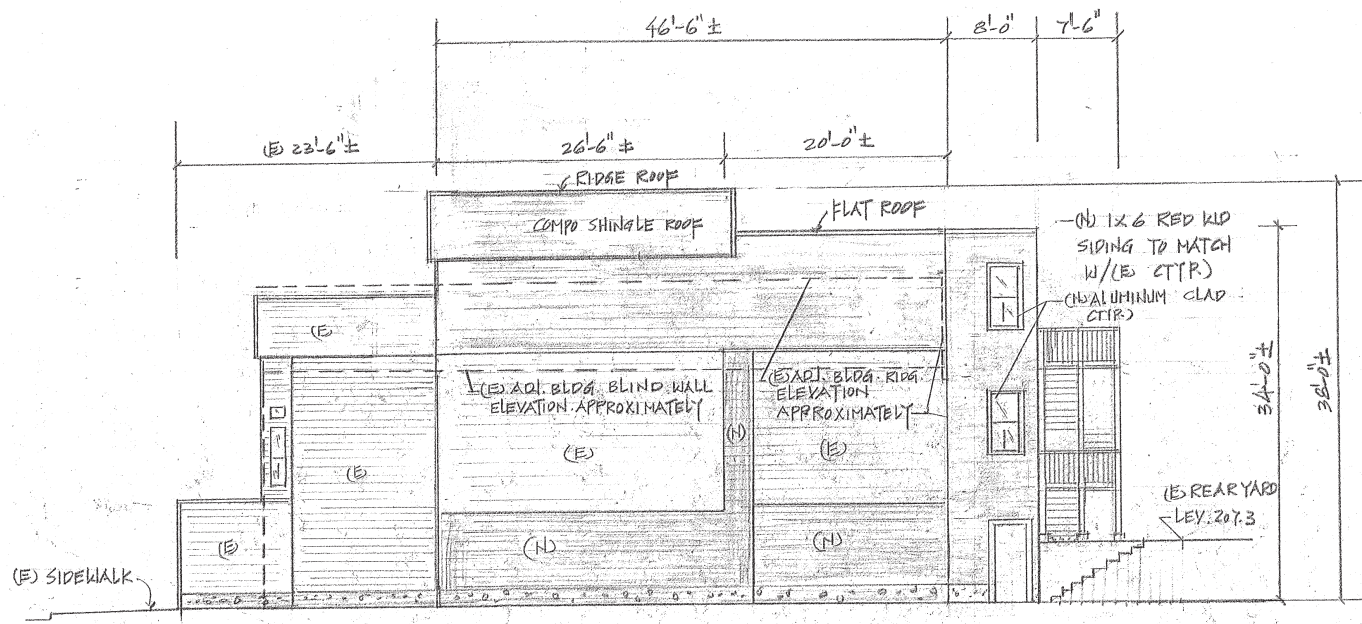 46'-6" ±
8'-0"
7'-6"
(E) 23'-6" ±
26'-6" ±
20'-0" ±
RIDGE ROOF
COMPO SHINGLE ROOF
FLAT ROOF
(N) 1X6 RED WD
SIDING TO MATCH
W/(E) (TYP.)
(N) ALUMINUM CLAD
(TYP.)
(E)
(E) ADJ. BLDG. BLIND WALL
ELEVATION APPROXIMATELY
(E) ADJ. BLDG. RIDG.
ELEVATION
APPROXIMATELY
34'-0" ±
38'-0" ±
(N)
(E)
(E)
(E)
(E) REAR YARD
LEV. 207.3
(E)
(N)
(N)
(E) SIDEWALK